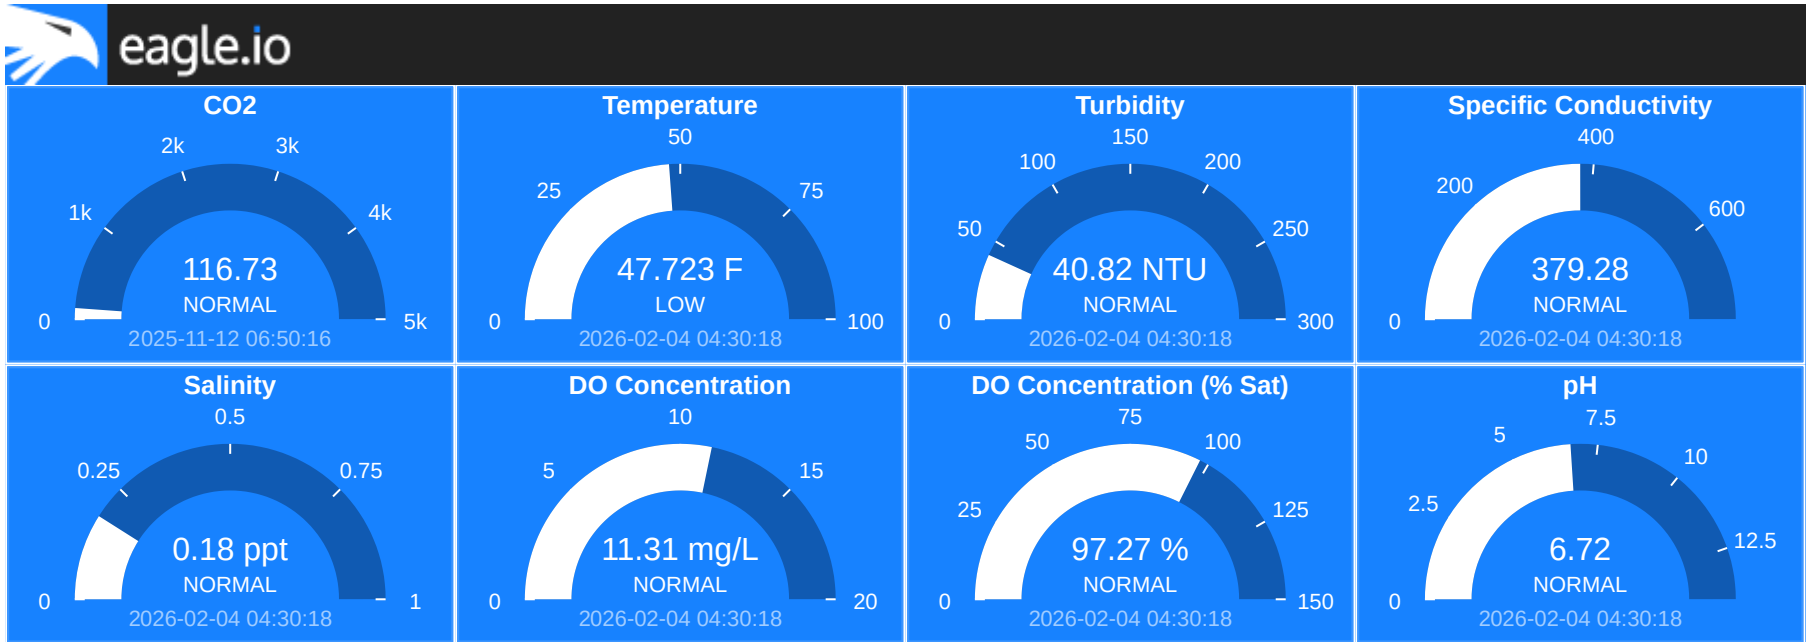 eagle.io
CO2
0
1k
2k
3k
4k
5k
116.73
NORMAL
2025-11-12 06:50:16
Temperature
0
25
50
75
100
47.723 F
LOW
2026-02-04 04:30:18
Turbidity
0
50
100
150
200
250
300
40.82 NTU
NORMAL
2026-02-04 04:30:18
Specific Conductivity
0
200
400
600
379.28
NORMAL
2026-02-04 04:30:18
Salinity
0
0.25
0.5
0.75
1
0.18 ppt
NORMAL
2026-02-04 04:30:18
DO Concentration
0
5
10
15
20
11.31 mg/L
NORMAL
2026-02-04 04:30:18
DO Concentration (% Sat)
0
25
50
75
100
125
150
97.27 %
NORMAL
2026-02-04 04:30:18
pH
0
2.5
5
7.5
10
12.5
6.72
NORMAL
2026-02-04 04:30:18